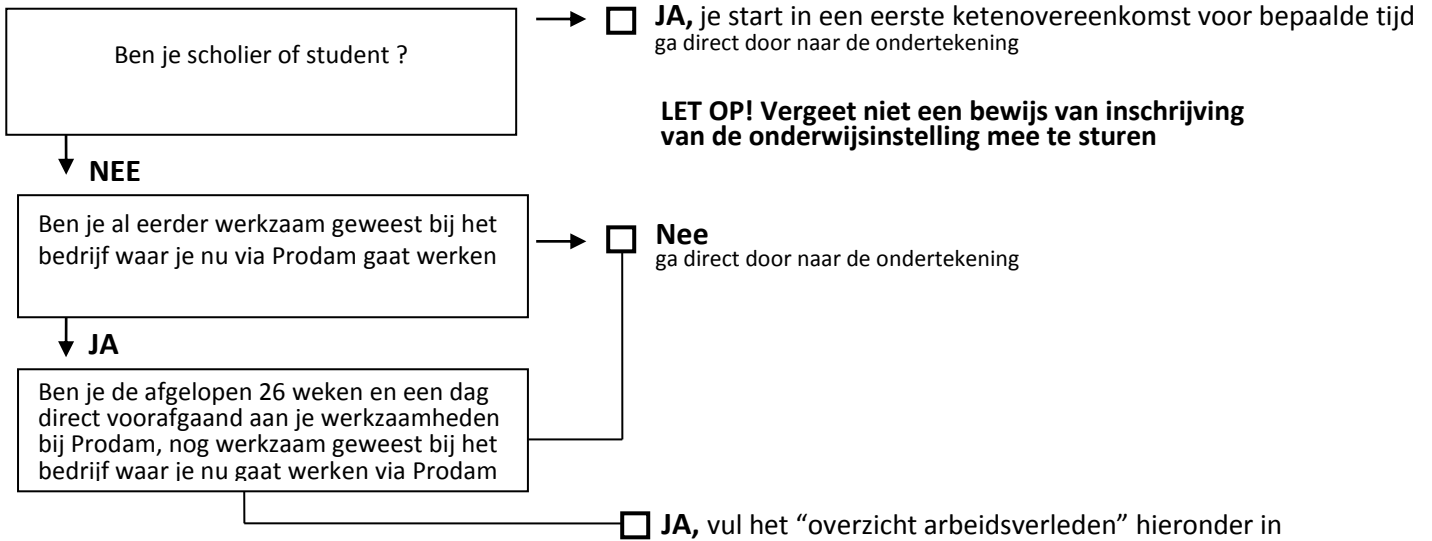 Ben je scholier of student ?
JA, je start in een eerste ketenovereenkomst voor bepaalde tijd
ga direct door naar de ondertekening
LET OP! Vergeet niet een bewijs van inschrijving
van de onderwijsinstelling mee te sturen
NEE
Ben je al eerder werkzaam geweest bij het
bedrijf waar je nu via Prodam gaat werken
Nee
ga direct door naar de ondertekening
JA
Ben je de afgelopen 26 weken en een dag
direct voorafgaand aan je werkzaamheden
bij Prodam, nog werkzaam geweest bij het
bedrijf waar je nu gaat werken via Prodam
JA, vul het “overzicht arbeidsverleden” hieronder in